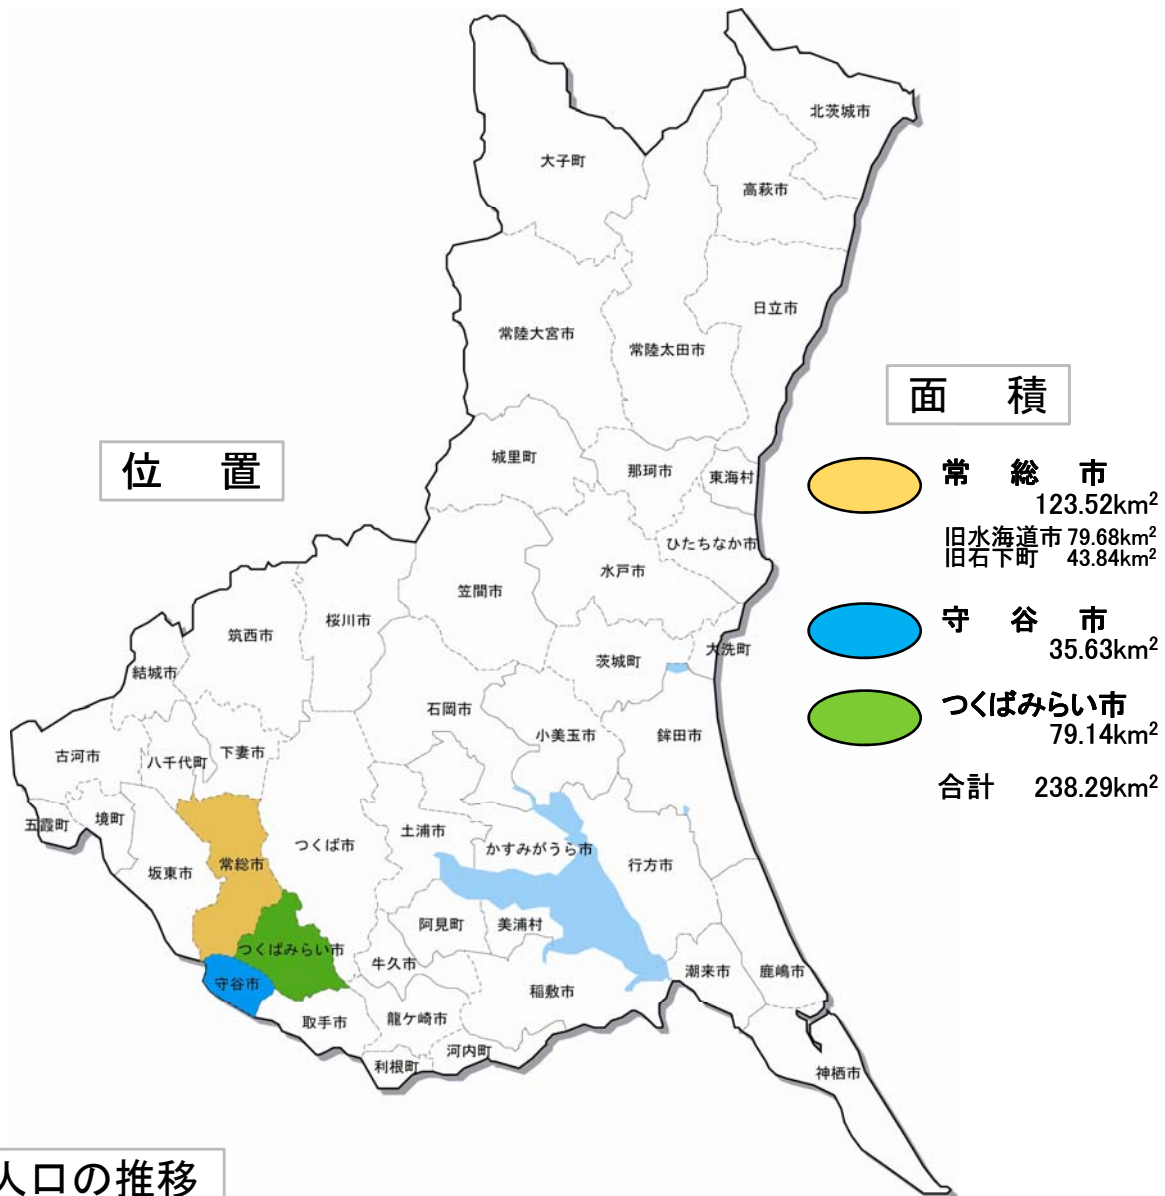 北茨城市
大子町
高萩市
日立市
常陸大宮市
常陸太田市
面　積
位　置
城里町
那珂市
東海村
常　総　市
123.52km²
旧水海道市 79.68km²
旧石下町 43.84km²
ひたちなか市
水戸市
笠間市
桜川市
筑西市
守　谷　市
35.63km²
大洗町
茨城町
結城市
つくばみらい市
79.14km²
石岡市
小美玉市
鉾田市
古河市
八千代町
下妻市
合計 238.29km²
五霞町
境町
土浦市
つくば市
かすみがうら市
行方市
常総市
坂東市
阿見町
美浦村
つくばみらい市
牛久市
潮来市
鹿嶋市
守谷市
稲敷市
取手市
龍ケ崎市
河内町
利根町
神栖市
人口の推移